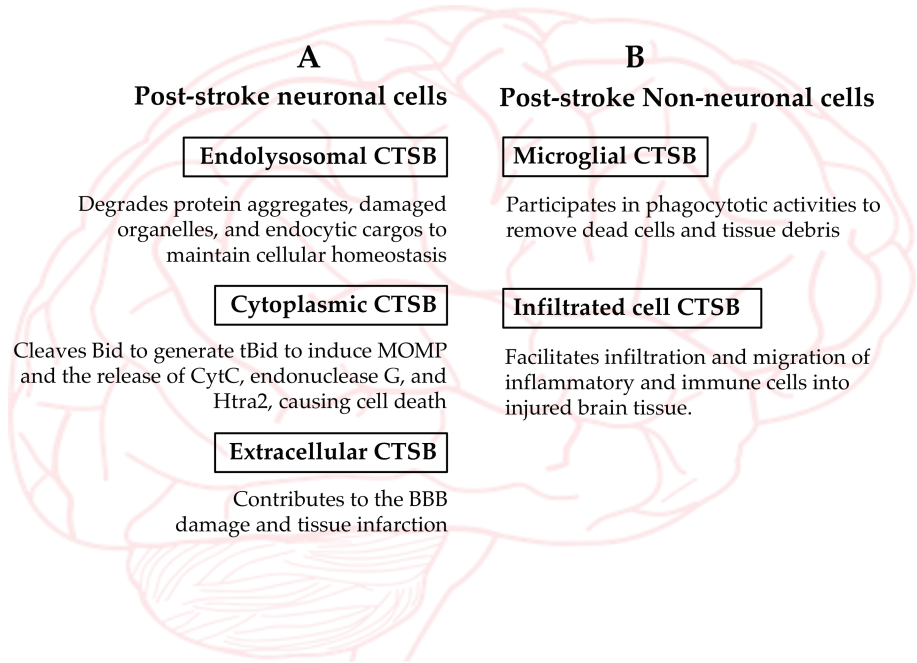 A
Post-stroke neuronal cells
Endolysosomal CTSB
Degrades protein aggregates, damaged
organelles, and endocytic cargos to
maintain cellular homeostasis
Cytoplasmic CTSB
Cleaves Bid to generate tBid to induce MOMP
and the release of CytC, endonuclease G, and
Htra2, causing cell death
Extracellular CTSB
Contributes to the BBB
damage and tissue infarction
B
Post-stroke Non-neuronal cells
Microglial CTSB
Participates in phagocytotic activities to
remove dead cells and tissue debris
Infiltrated cell CTSB
Facilitates infiltration and migration of
inflammatory and immune cells into
injured brain tissue.